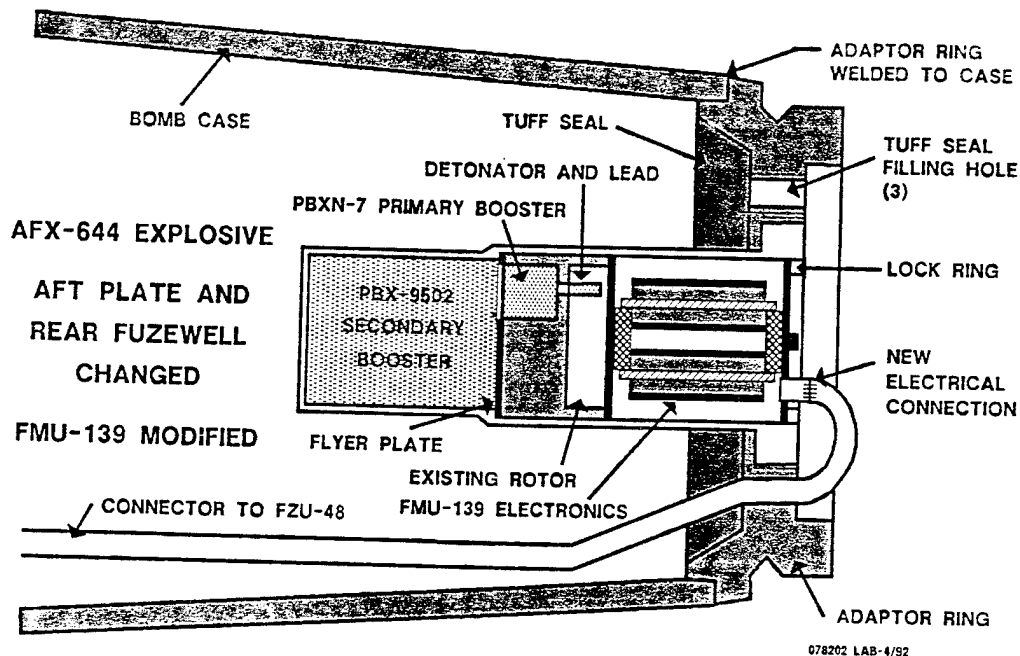 ADAPTOR RING
WELDED TO CASE
BOMB CASE
TUFF SEAL
TUFF SEAL
FILLING HOLE
(3)
DETONATOR AND LEAD
PBXN-7 PRIMARY BOOSTER
AFX-644 EXPLOSIVE
AFT PLATE AND
REAR FUZEWELL
CHANGED
FMU-139 MODIFIED
PBX-9502
SECONDARY
BOOSTER
LOCK RING
NEW
ELECTRICAL
CONNECTION
FLYER PLATE
EXISTING ROTOR
FMU-139 ELECTRONICS
CONNECTOR TO FZU-48
ADAPTOR RING
078202 LAB-4/92